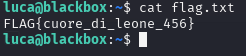 luca@blackbox:~$ cat flag.txt
FLAG{cuore_di_leone_456}
luca@blackbox:~$